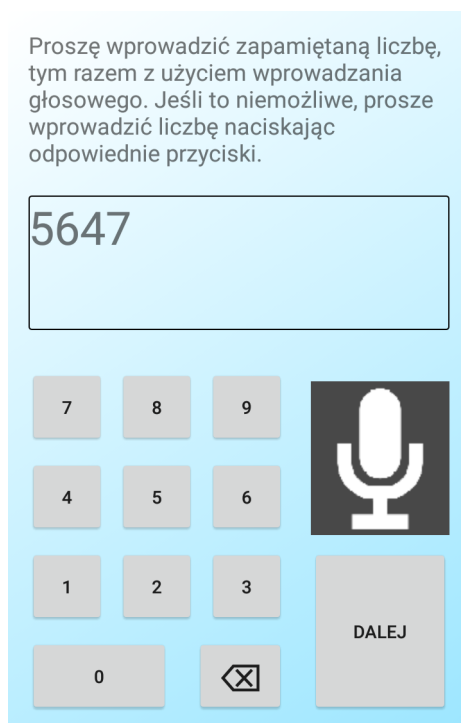 Proszę wprowadzić zapamiętaną liczbę,
tym razem z użyciem wprowadzania
głosowego. Jeśli to niemożliwe, prosze
wprowadzić liczbę naciskając
odpowiednie przyciski.
5647
7 8 9
4 5 6
1 2 3
DALEJ
0